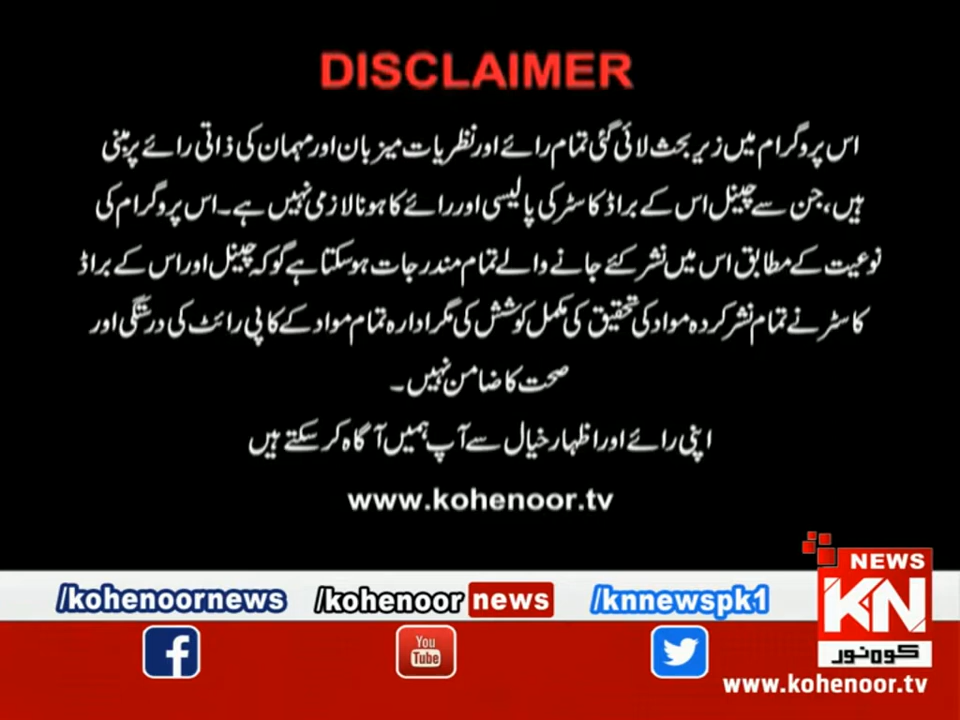 DISCLAIMER
اس پروگرام میں زیر بحث لائی گئی تمام رائے اور نظریات میزبان اور مہمان کی ذاتی رائے پر مبنی
ہیں، جن سے چینل اس کے براڈ کاسٹر کی پالیسی اور رائے کا ہونا لازمی نہیں ہے۔ اس پروگرام کی
نوعیت کے مطابق اس میں نشر کئے جانے والے تمام مندرجات ہو سکتا ہے گو کہ چینل اور اس کے براڈ
کاسٹر نے تمام نشر کردہ مواد کی تحقیق کی مکمل کوشش کی مگر ادارہ تمام مواد کے کاپی رائٹ کی درستگی اور
صحت کا ضامن نہیں۔
اپنی رائے اور اظہار خیال سے آپ ہمیں آگاہ کر سکتے ہیں
www.kohenoor.tv
/kohenoornews /kohenoor news /knnewspk1
You Tube
NEWS
KN
کوہ نور
www.kohenoor.tv